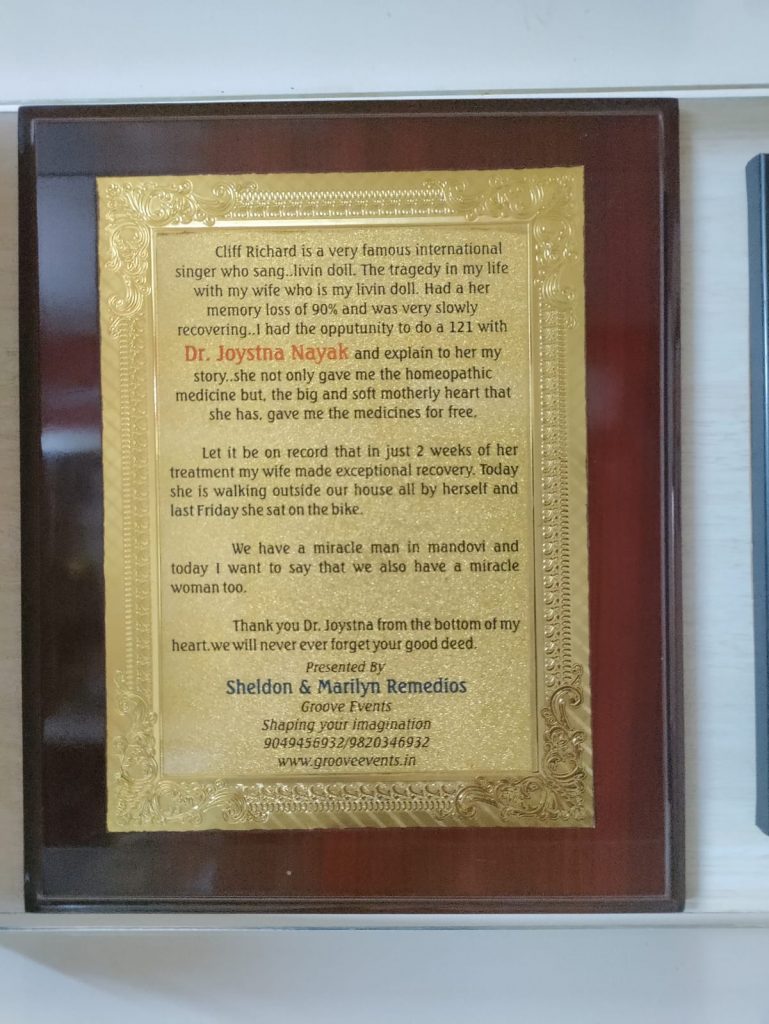 Cliff Richard is a very famous international
singer who sang..livin doll. The tragedy in my life
with my wife who is my livin doll. Had a her
memory loss of 90% and was very slowly
recovering..I had the opputunity to do a 121 with
Dr. Joystna Nayak and explain to her my
story..she not only gave me the homeopathic
medicine but, the big and soft motherly heart that
she has, gave me the medicines for free.
Let it be on record that in just 2 weeks of her
treatment my wife made exceptional recovery. Today
she is walking outside our house all by herself and
last Friday she sat on the bike.
We have a miracle man in mandovi and
today I want to say that we also have a miracle
woman too.
Thank you Dr. Joystna from the bottom of my
heart.we will never ever forget your good deed.
Presented By
Sheldon & Marilyn Remedios
Groove Events
Shaping your imagination
9049456932/9820346932
www.grooveevents.in